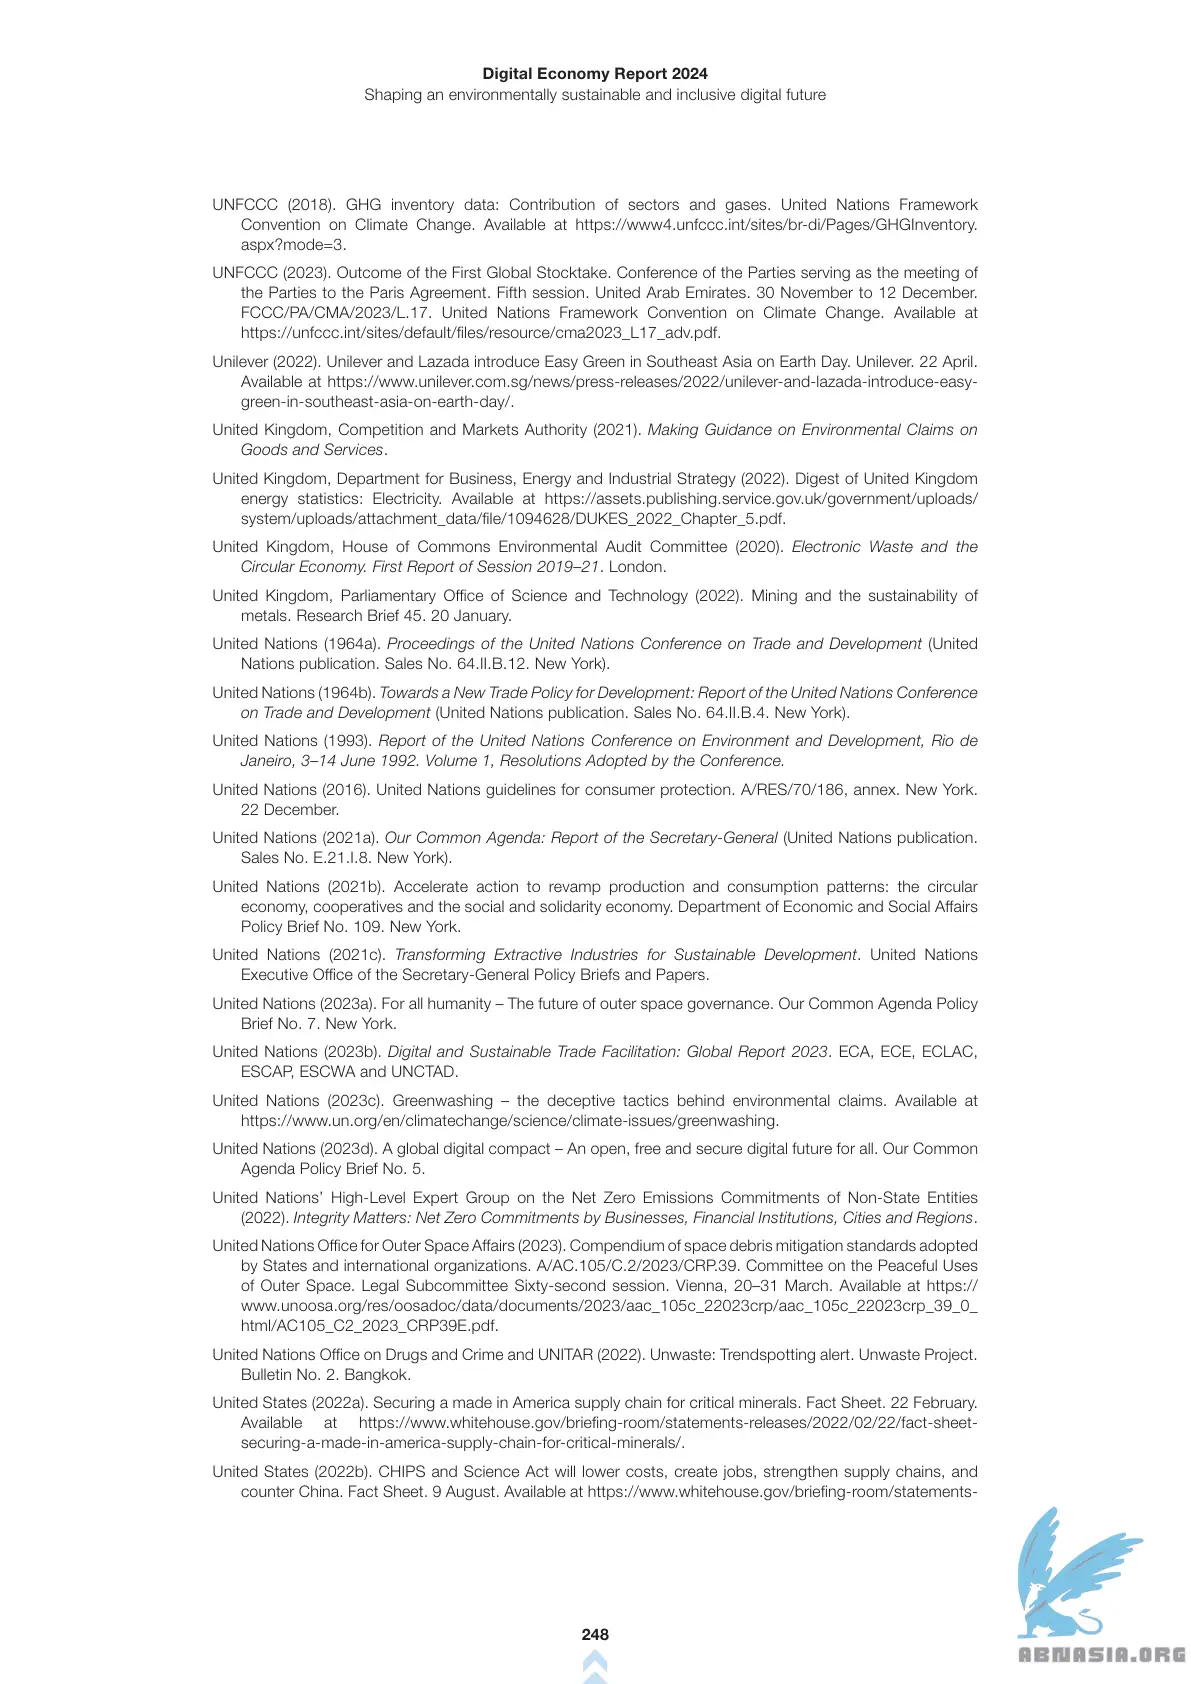 Digital Economy Report 2024
Shaping an environmentally sustainable and inclusive digital future
UNFCCC (2018). GHG inventory data: Contribution of sectors and gases. United Nations Framework
Convention on Climate Change. Available at https://www4.unfccc.int/sites/br-di/Pages/GHGInventory.
aspx?mode=3.
UNFCCC (2023). Outcome of the First Global Stocktake. Conference of the Parties serving as the meeting of
the Parties to the Paris Agreement. Fifth session. United Arab Emirates. 30 November to 12 December.
FCCC/PA/CMA/2023/L.17. United Nations Framework Convention on Climate Change. Available at
https://unfccc.int/sites/default/files/resource/cma2023_L17_adv.pdf.
Unilever (2022). Unilever and Lazada introduce Easy Green in Southeast Asia on Earth Day. Unilever. 22 April.
Available at https://www.unilever.com.sg/news/press-releases/2022/unilever-and-lazada-introduce-easy-
green-in-southeast-asia-on-earth-day/.
United Kingdom, Competition and Markets Authority (2021). Making Guidance on Environmental Claims on
Goods and Services.
United Kingdom, Department for Business, Energy and Industrial Strategy (2022). Digest of United Kingdom
energy statistics: Electricity. Available at https://assets.publishing.service.gov.uk/government/uploads/
system/uploads/attachment_data/file/1094628/DUKES_2022_Chapter_5.pdf.
United Kingdom, House of Commons Environmental Audit Committee (2020). Electronic Waste and the
Circular Economy. First Report of Session 2019–21. London.
United Kingdom, Parliamentary Office of Science and Technology (2022). Mining and the sustainability of
metals. Research Brief 45. 20 January.
United Nations (1964a). Proceedings of the United Nations Conference on Trade and Development (United
Nations publication. Sales No. 64.II.B.12. New York).
United Nations (1964b). Towards a New Trade Policy for Development: Report of the United Nations Conference
on Trade and Development (United Nations publication. Sales No. 64.II.B.4. New York).
United Nations (1993). Report of the United Nations Conference on Environment and Development, Rio de
Janeiro, 3–14 June 1992. Volume 1, Resolutions Adopted by the Conference.
United Nations (2016). United Nations guidelines for consumer protection. A/RES/70/186, annex. New York.
22 December.
United Nations (2021a). Our Common Agenda: Report of the Secretary-General (United Nations publication.
Sales No. E.21.I.8. New York).
United Nations (2021b). Accelerate action to revamp production and consumption patterns: the circular
economy, cooperatives and the social and solidarity economy. Department of Economic and Social Affairs
Policy Brief No. 109. New York.
United Nations (2021c). Transforming Extractive Industries for Sustainable Development. United Nations
Executive Office of the Secretary-General Policy Briefs and Papers.
United Nations (2023a). For all humanity – The future of outer space governance. Our Common Agenda Policy
Brief No. 7. New York.
United Nations (2023b). Digital and Sustainable Trade Facilitation: Global Report 2023. ECA, ECE, ECLAC,
ESCAP, ESCWA and UNCTAD.
United Nations (2023c). Greenwashing – the deceptive tactics behind environmental claims. Available at
https://www.un.org/en/climatechange/science/climate-issues/greenwashing.
United Nations (2023d). A global digital compact – An open, free and secure digital future for all. Our Common
Agenda Policy Brief No. 5.
United Nations’ High-Level Expert Group on the Net Zero Emissions Commitments of Non-State Entities
(2022). Integrity Matters: Net Zero Commitments by Businesses, Financial Institutions, Cities and Regions.
United Nations Office for Outer Space Affairs (2023). Compendium of space debris mitigation standards adopted
by States and international organizations. A/AC.105/C.2/2023/CRP.39. Committee on the Peaceful Uses
of Outer Space. Legal Subcommittee Sixty-second session. Vienna, 20–31 March. Available at https://
www.unoosa.org/res/oosadoc/data/documents/2023/aac_105c_22023crp/aac_105c_22023crp_39_0_
html/AC105_C2_2023_CRP39E.pdf.
United Nations Office on Drugs and Crime and UNITAR (2022). Unwaste: Trendspotting alert. Unwaste Project.
Bulletin No. 2. Bangkok.
United States (2022a). Securing a made in America supply chain for critical minerals. Fact Sheet. 22 February.
Available at https://www.whitehouse.gov/briefing-room/statements-releases/2022/02/22/fact-sheet-
securing-a-made-in-america-supply-chain-for-critical-minerals/.
United States (2022b). CHIPS and Science Act will lower costs, create jobs, strengthen supply chains, and
counter China. Fact Sheet. 9 August. Available at https://www.whitehouse.gov/briefing-room/statements-
248
ABNASIA.ORG